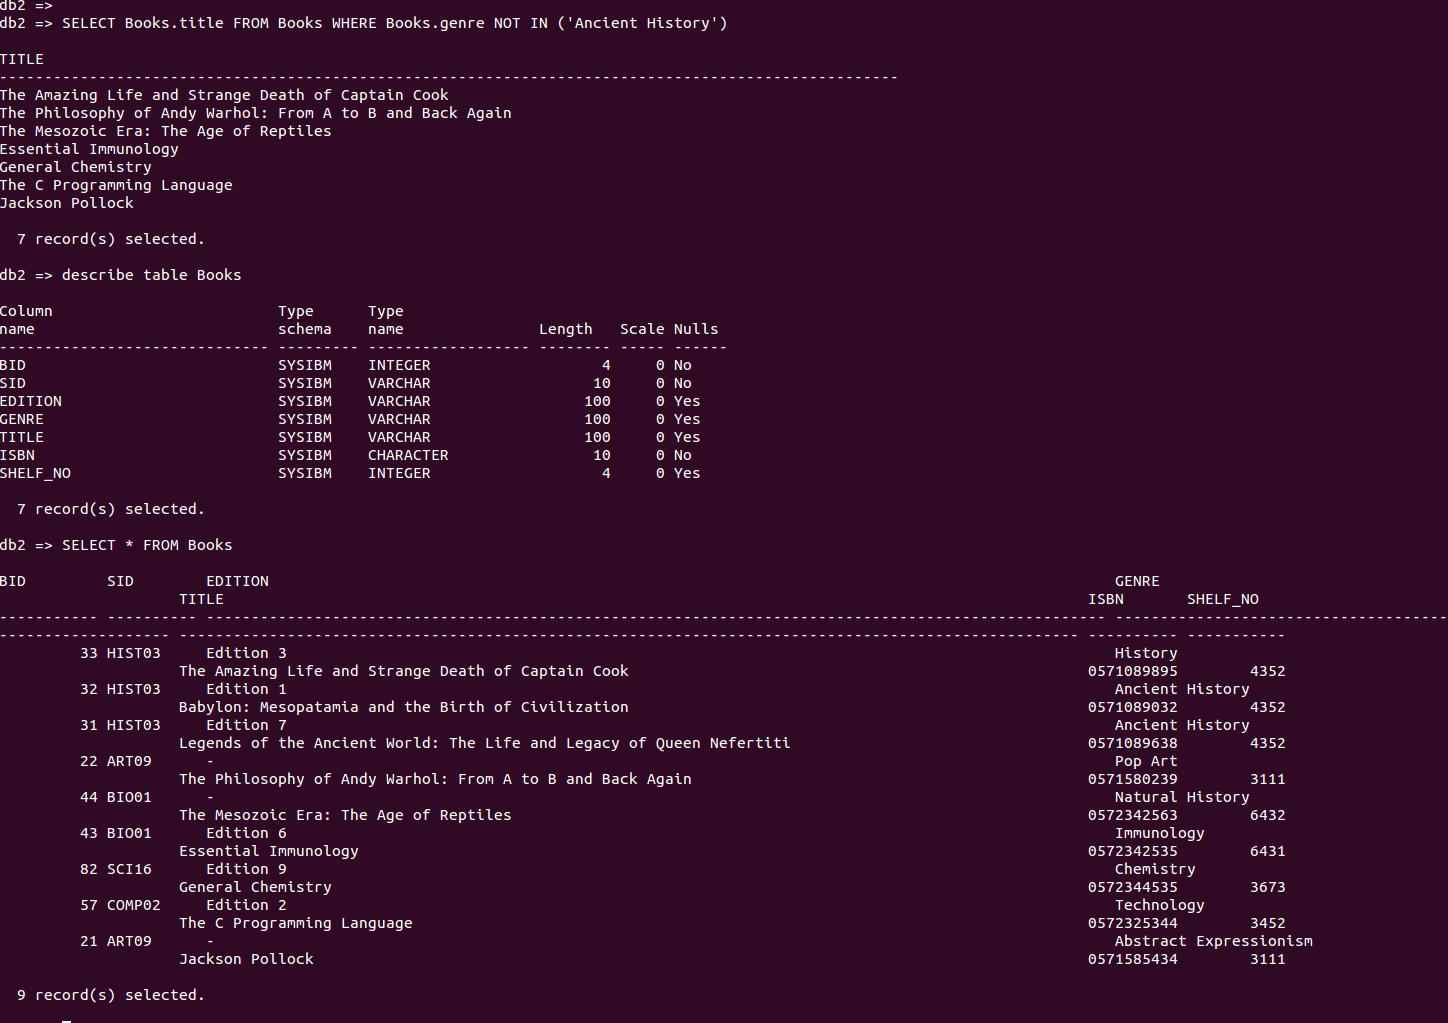 db2 =>
db2 => SELECT Books.title FROM Books WHERE Books.genre NOT IN ('Ancient History')
TITLE
----------------------------------------------------------------------------------------------------
The Amazing Life and Strange Death of Captain Cook
The Philosophy of Andy Warhol: From A to B and Back Again
The Mesozoic Era: The Age of Reptiles
Essential Immunology
General Chemistry
The C Programming Language
Jackson Pollock
  7 record(s) selected.
db2 => describe table Books
Column                         Type      Type
name                           schema    name               Length   Scale Nulls
------------------------------ --------- ------------------ -------- ----- ------
BID                            SYSIBM    INTEGER                   4     0 No
SID                            SYSIBM    VARCHAR                  10     0 No
EDITION                        SYSIBM    VARCHAR                 100     0 Yes
GENRE                          SYSIBM    VARCHAR                 100     0 Yes
TITLE                          SYSIBM    VARCHAR                 100     0 Yes
ISBN                           SYSIBM    CHARACTER                10     0 No
SHELF_NO                       SYSIBM    INTEGER                   4     0 Yes
  7 record(s) selected.
db2 => SELECT * FROM Books
BID         SID        EDITION                                                                                              GENRE
                    TITLE                                                                                                ISBN       SHELF_NO
----------- ---------- ---------------------------------------------------------------------------------------------------- -------------------------------------
------------------- ---------------------------------------------------------------------------------------------------- ---------- -----------
         33 HIST03     Edition 3                                                                                            History
                    The Amazing Life and Strange Death of Captain Cook                                                   0571089895        4352
         32 HIST03     Edition 1                                                                                            Ancient History
                    Babylon: Mesopotamia and the Birth of Civilization                                                   0571089032        4352
         31 HIST03     Edition 7                                                                                            Ancient History
                    Legends of the Ancient World: The Life and Legacy of Queen Nefertiti                                 0571089638        4352
         22 ART09      -                                                                                                    Pop Art
                    The Philosophy of Andy Warhol: From A to B and Back Again                                            0571580239        3111
         44 BIO01      -                                                                                                    Natural History
                    The Mesozoic Era: The Age of Reptiles                                                                0572342563        6432
         43 BIO01      Edition 6                                                                                            Immunology
                    Essential Immunology                                                                                 0572342535        6431
         82 SCI16      Edition 9                                                                                            Chemistry
                    General Chemistry                                                                                    0572344535        3673
         57 COMP02     Edition 2                                                                                            Technology
                    The C Programming Language                                                                           0572325344        3452
         21 ART09      -                                                                                                    Abstract Expressionism
                    Jackson Pollock                                                                                      0571585434        3111
  9 record(s) selected.